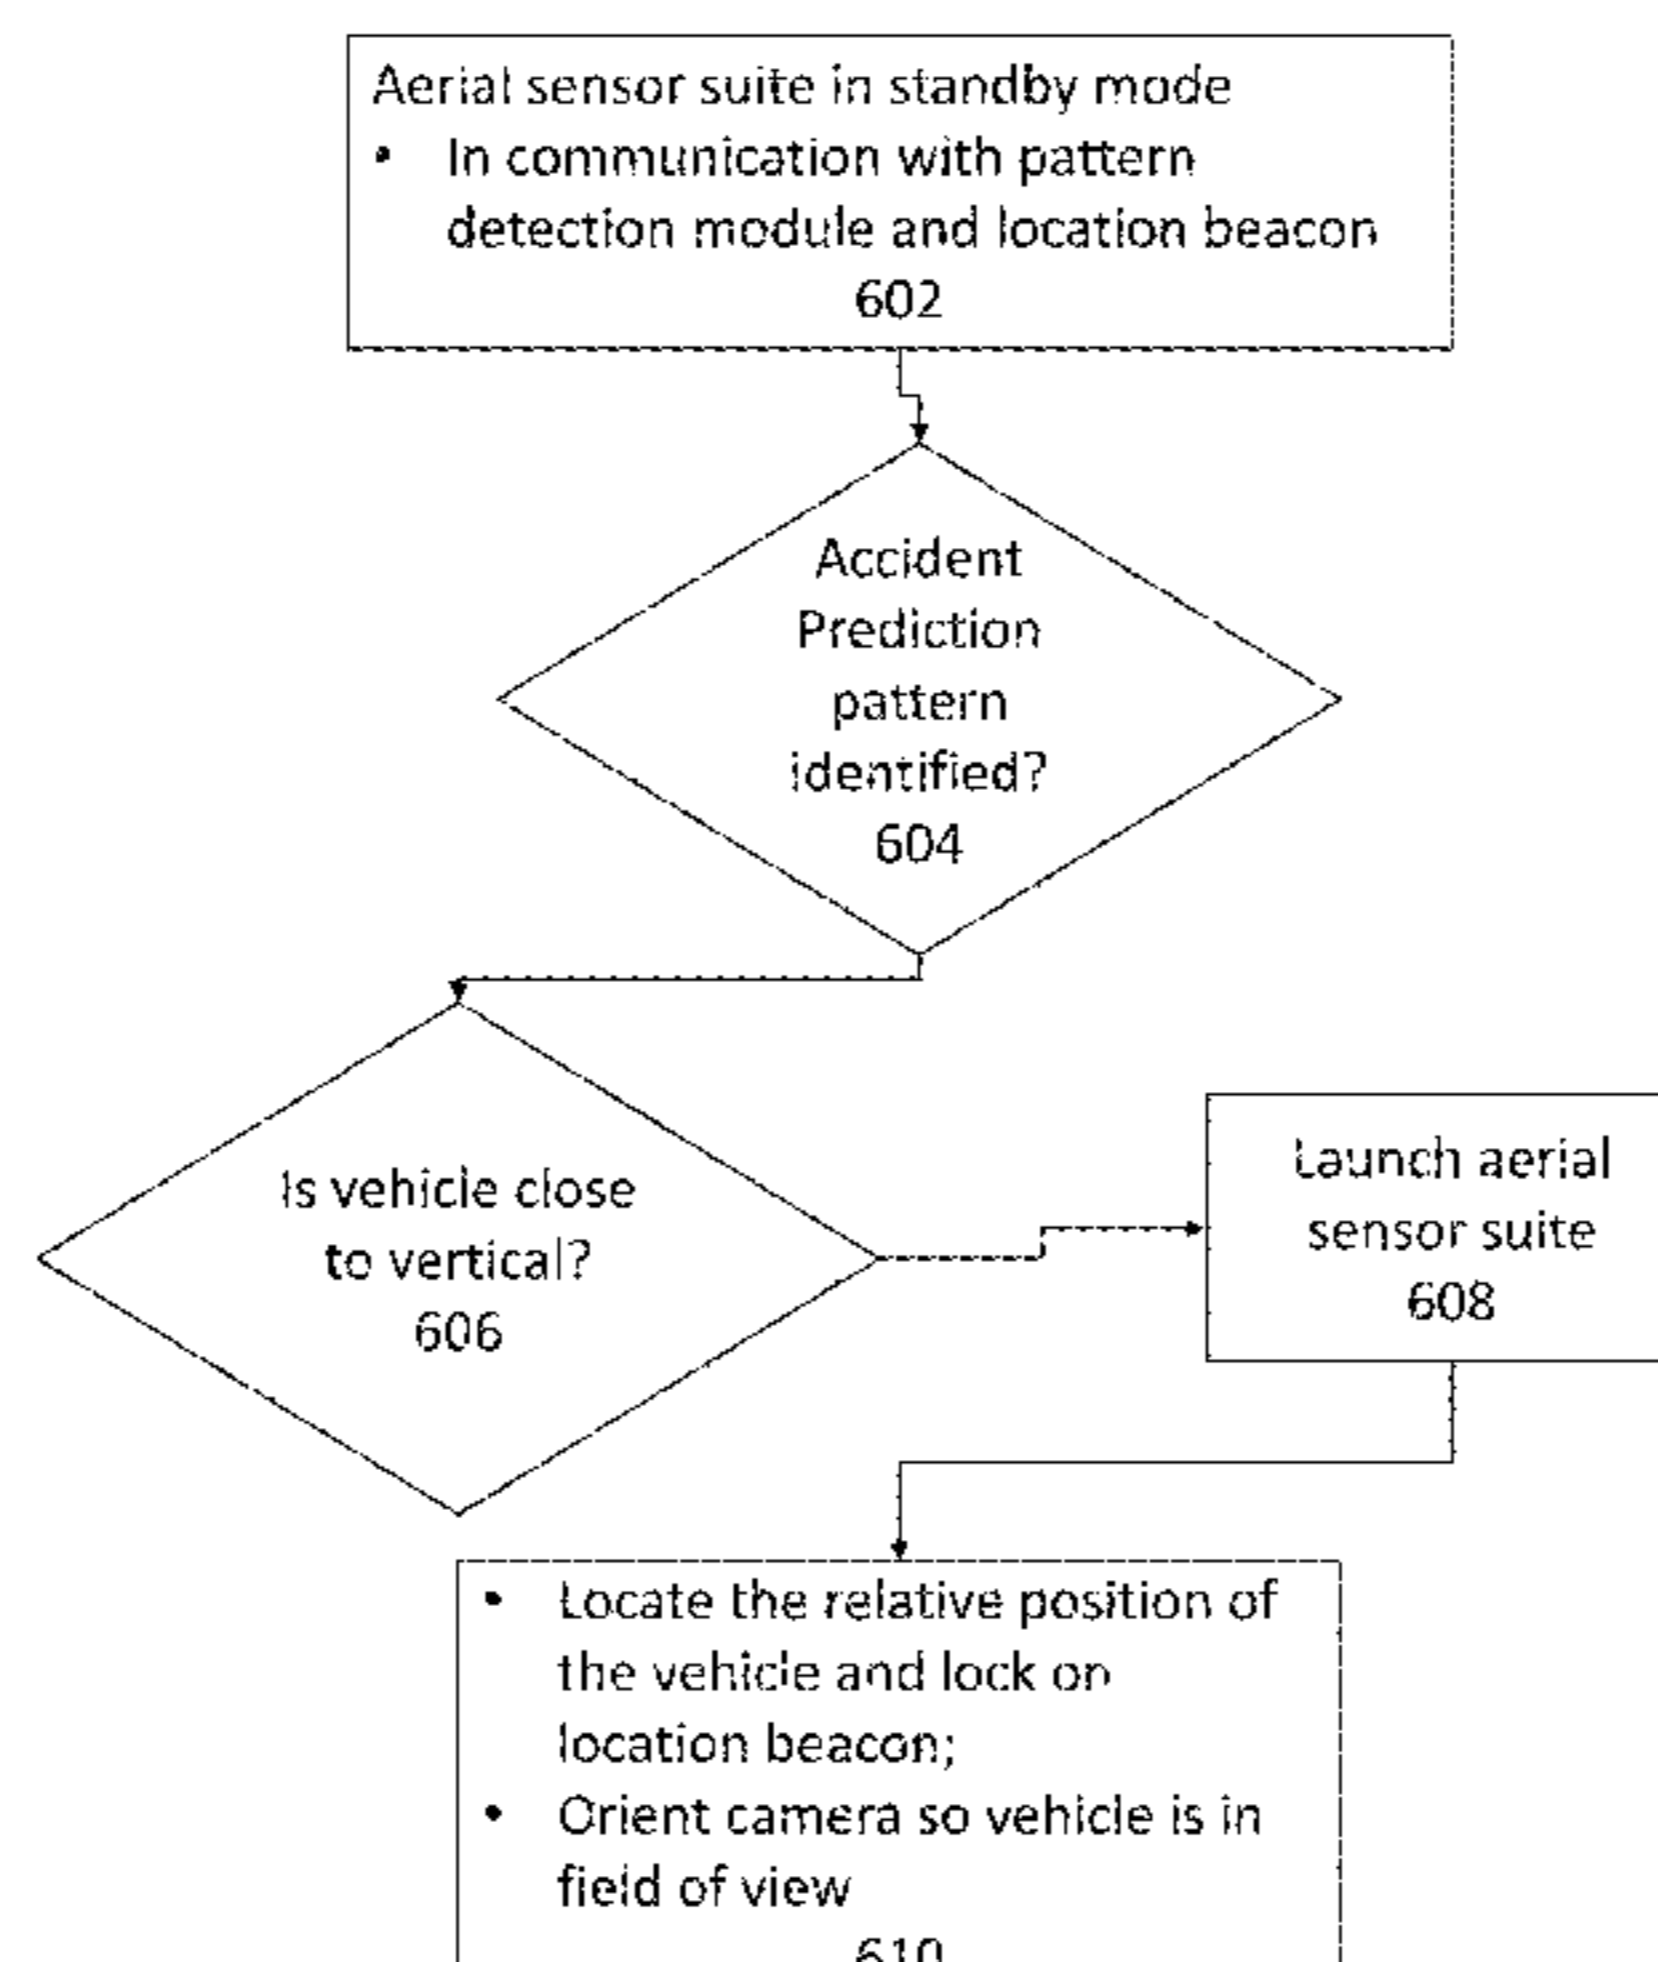 Aerial sensor suite in standby mode
• In communication with pattern
detection module and location beacon
602
Accident
Prediction
pattern
identified?
604
Is vehicle close
to vertical?
606
Launch aerial
sensor suite
608
• Locate the relative position of
the vehicle and lock on
location beacon;
• Orient camera so vehicle is in
field of view
610